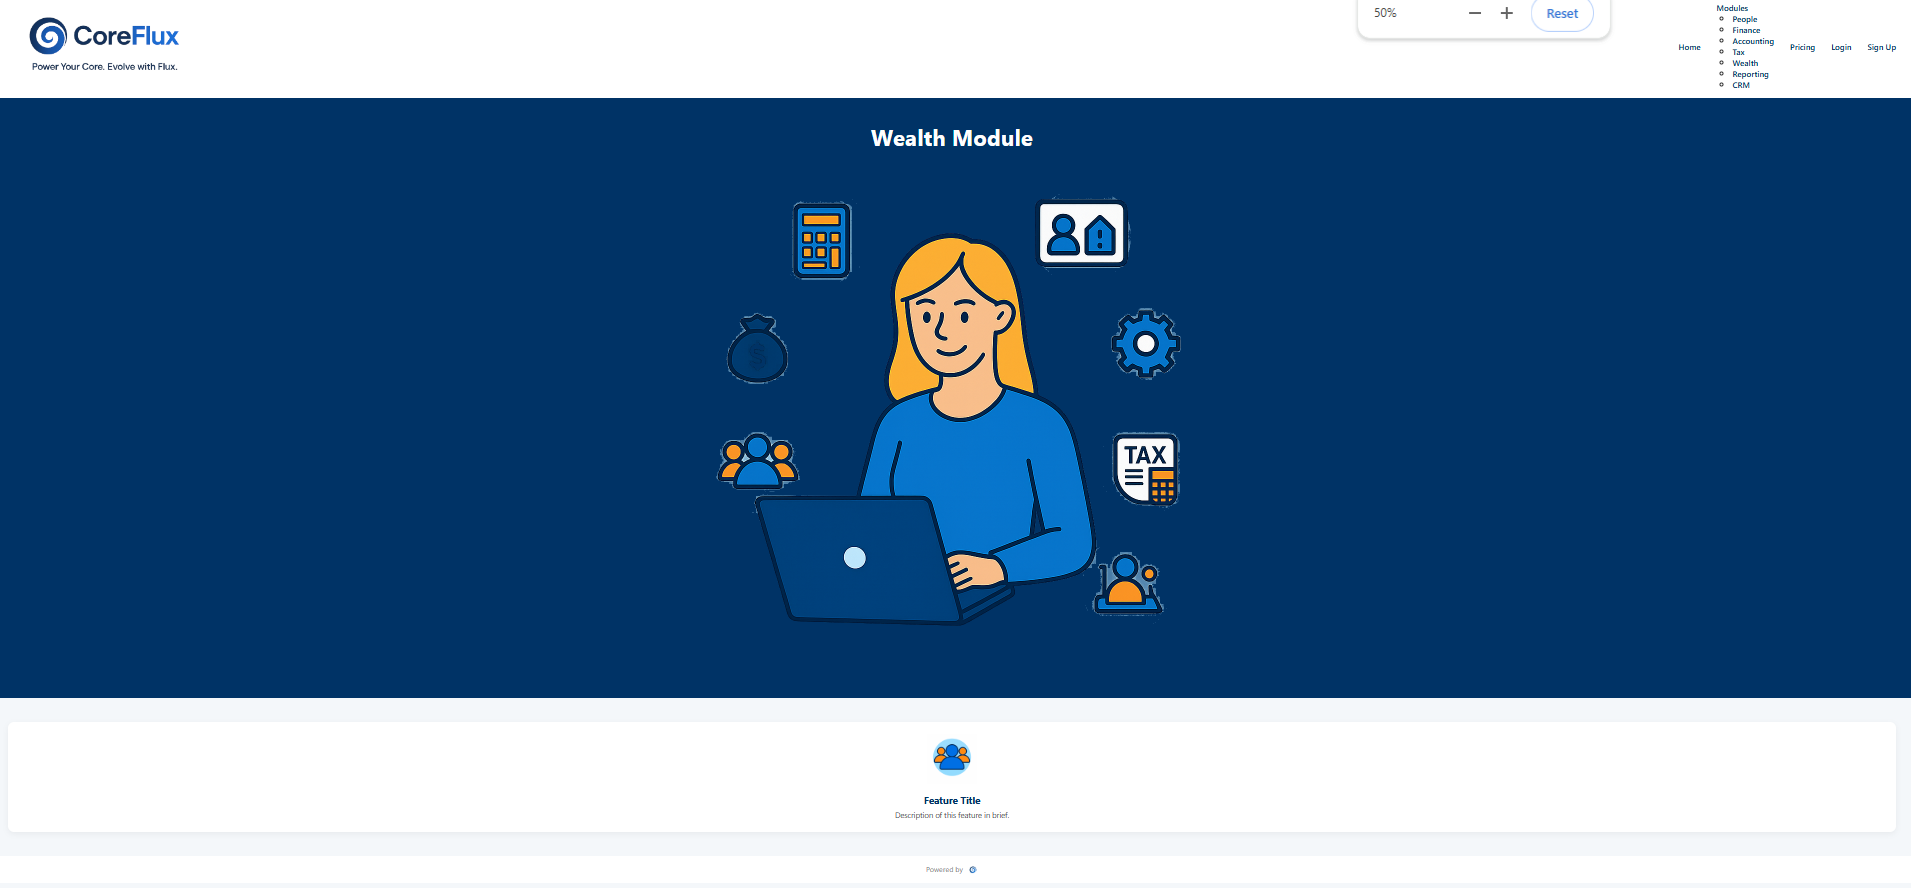 CoreFlux
Power Your Core. Evolve with Flux.
50%
Reset
Home
Modules
People
Finance
Accounting
Tax
Wealth
Reporting
CRM
Pricing
Login
Sign Up
Wealth Module
$
TAX
Feature Title
Description of this feature in brief.
Powered by